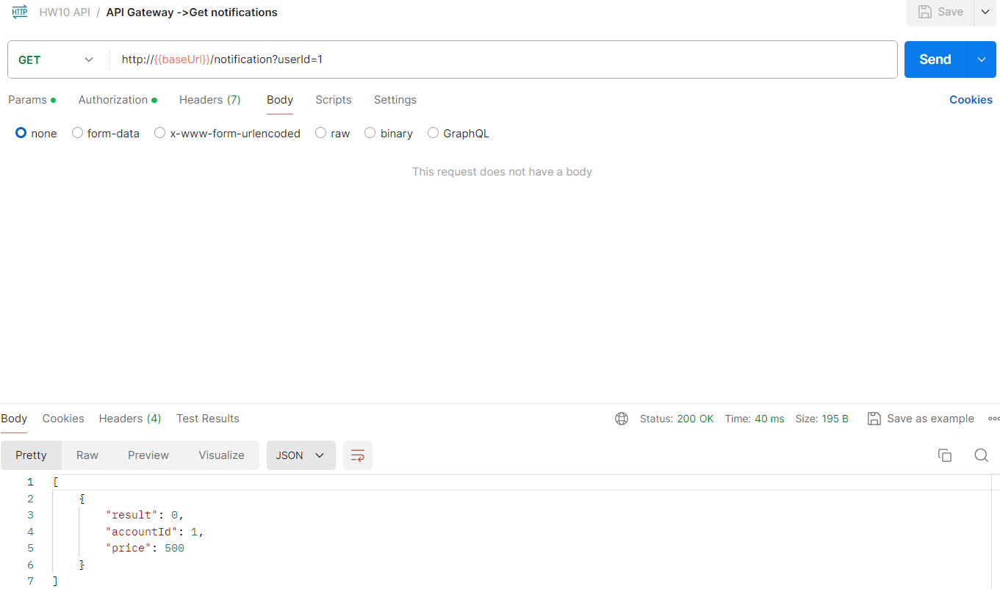 HTTP HW10 API / API Gateway ->Get notifications Save
GET http://{{baseUrl}}/notification?userId=1 Send
Params Authorization Headers (7) Body Scripts Settings Cookies
none form-data x-www-form-urlencoded raw binary GraphQL
This request does not have a body
Body Cookies Headers (4) Test Results Status: 200 OK Time: 40 ms Size: 195 B Save as example
Pretty Raw Preview Visualize JSON
1 [
2 {
3 "result": 0,
4 "accountId": 1,
5 "price": 500
6 }
7 ]